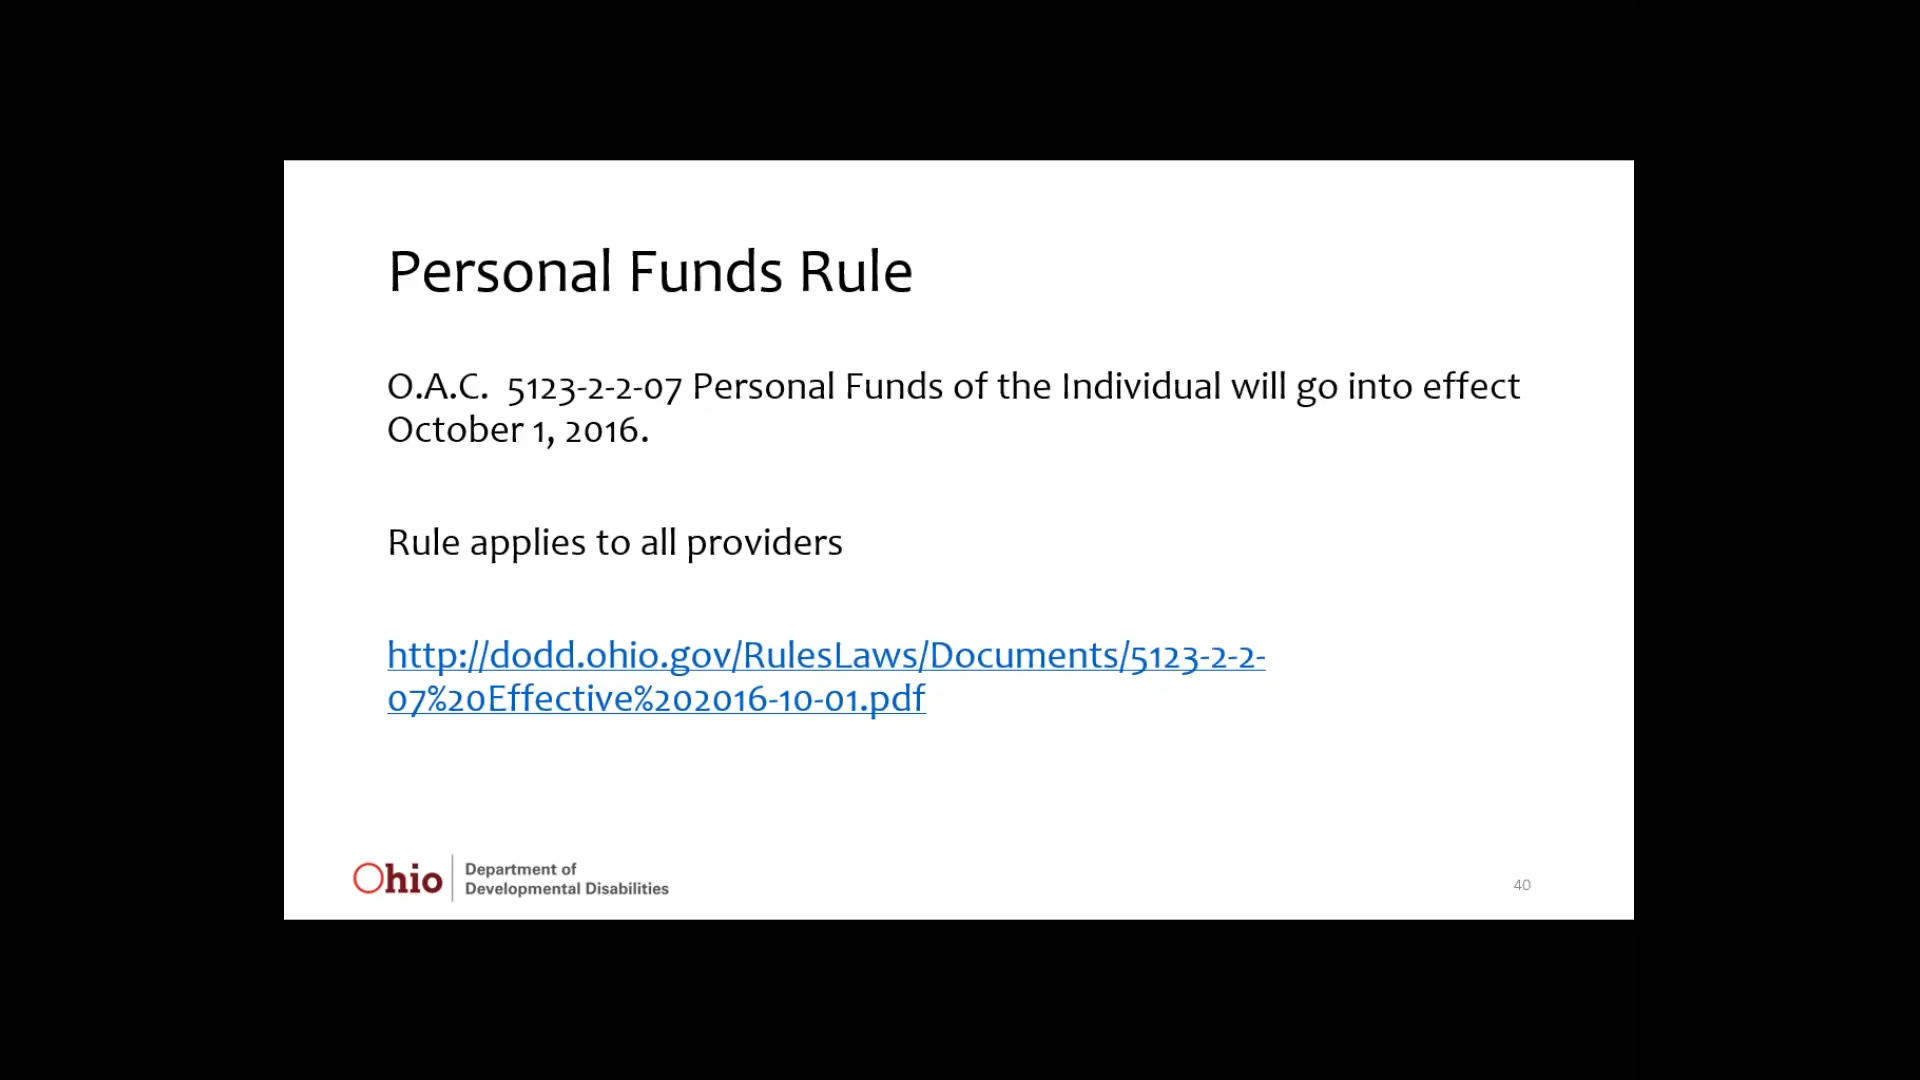 Personal Funds Rule
O.A.C.  5123-2-2-07 Personal Funds of the Individual will go into effect
October 1, 2016.
Rule applies to all providers
http://dodd.ohio.gov/RulesLaws/Documents/5123-2-2-
07%20Effective%202016-10-01.pdf
Ohio
Department of
Developmental Disabilities
40